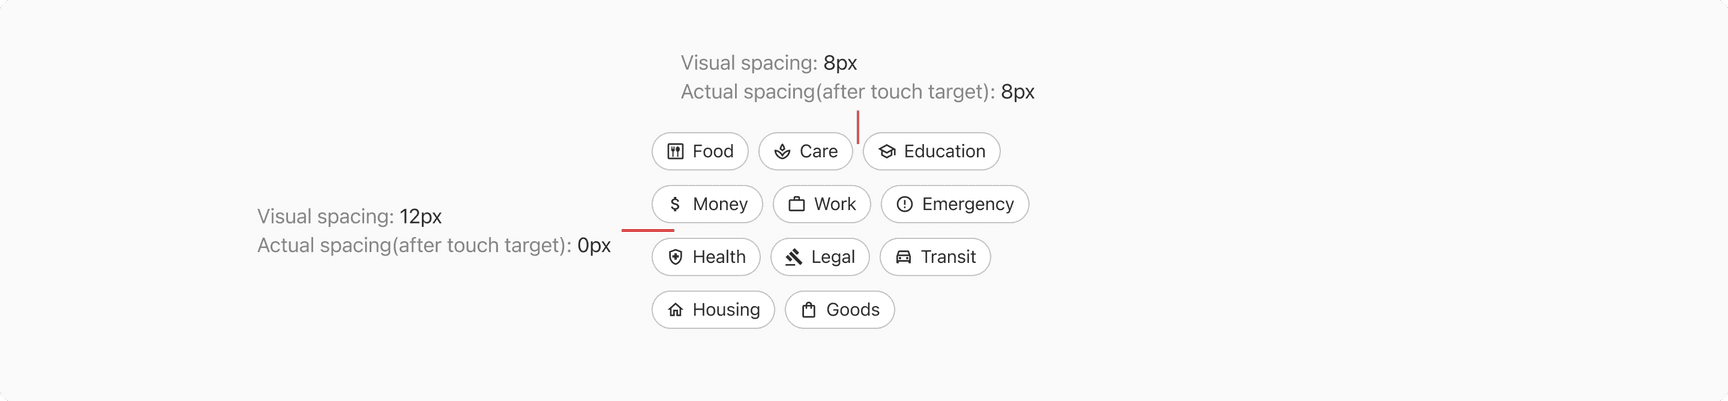 Visual spacing: 8px
Actual spacing(after touch target): 8px
Food Care Education
Money Work Emergency
Visual spacing: 12px
Actual spacing(after touch target): 0px
Health Legal Transit
Housing Goods